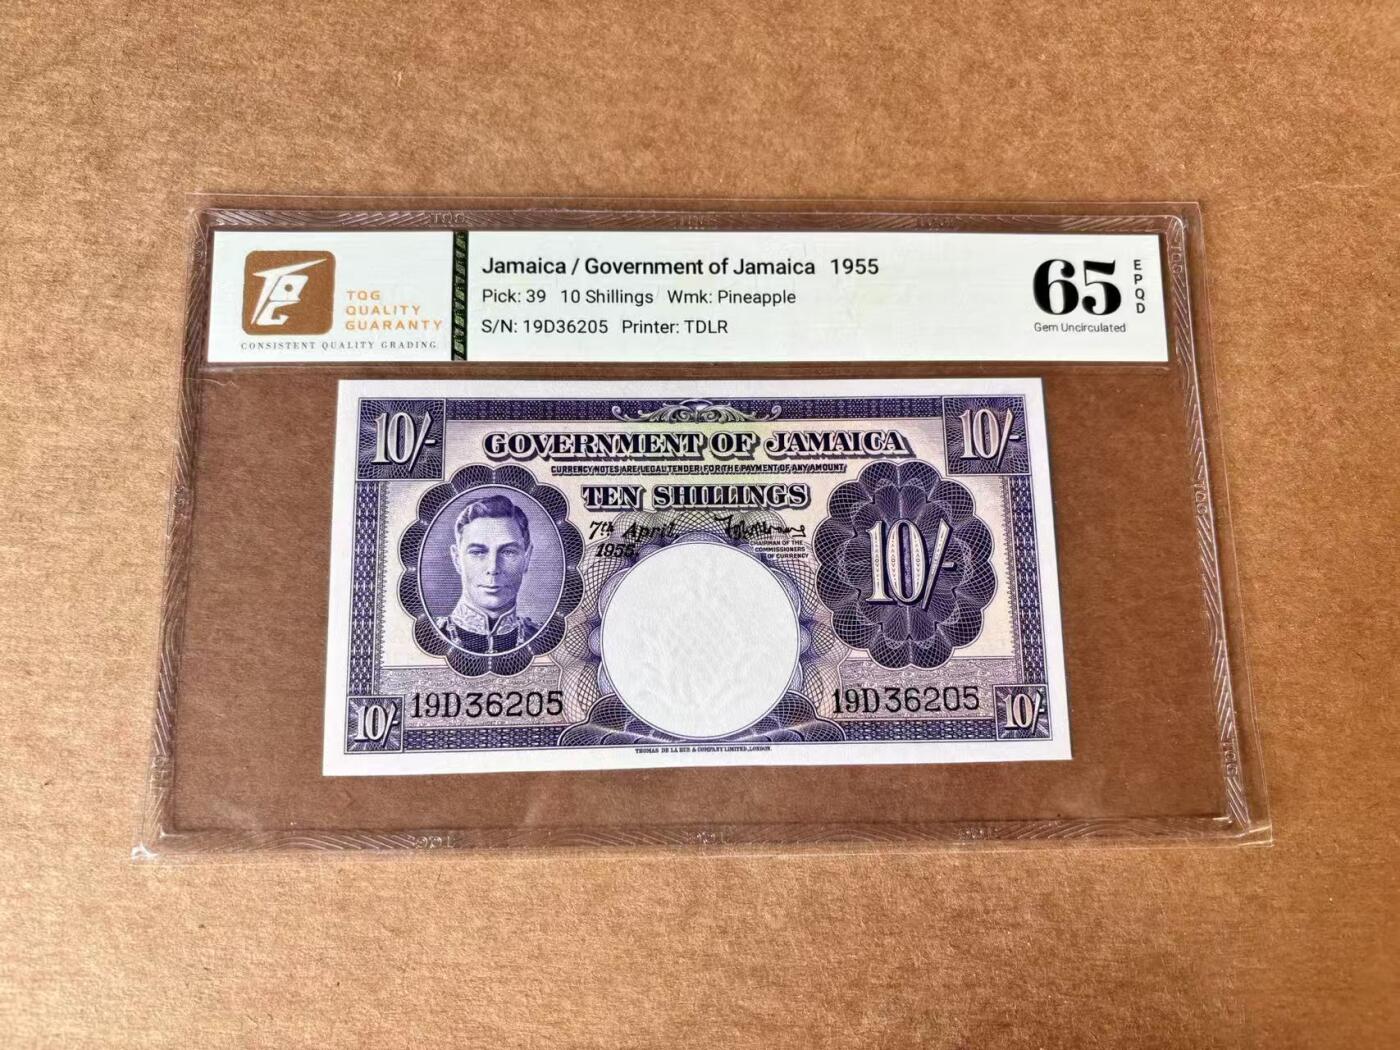 TQG
QUALITY
GUARANTY
CONSISTENT QUALITY GRADING
Jamaica / Government of Jamaica 1955
Pick: 39 10 Shillings Wmk: Pineapple
S/N: 19D36205 Printer: TDLR
65
EPQD
Gem Uncirculated
10/-
10/-
GOVERNMENT OF JAMAICA
CURRENCY NOTES ARE LEGAL TENDER FOR THE PAYMENT OF ANY AMOUNT
TEN SHILLINGS
7th April,
1955.
CHAIRMAN OF THE
COMMISSIONERS
OF CURRENCY
10/-
19D36205
19D36205
10/-
10/-
THOMAS DE LA RUE & COMPANY LIMITED, LONDON.